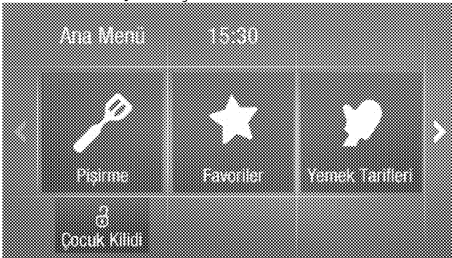 Ana Menü 15:30
Pişirme Favoriler Yemek Tarifleri
Çocuk Kilidi